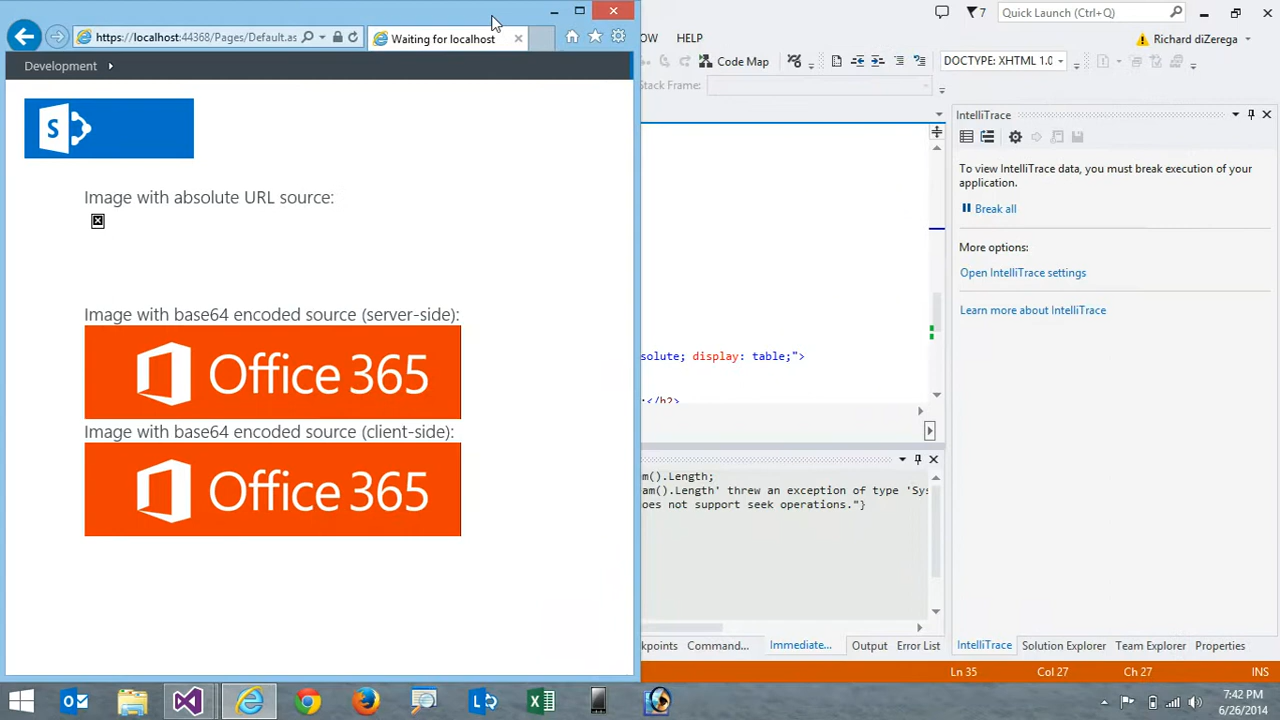 https://localhost:44368/Pages/Default.as
Waiting for localhost
Development
S
Image with absolute URL source:
Image with base64 encoded source (server-side):
Office 365
Image with base64 encoded source (client-side):
Office 365
7
Quick Launch (Ctrl+Q)
OW HELP
Richard diZerega
Code Map
DOCTYPE: XHTML 1.0
Stack Frame:
solute; display: table;">
:</h2>
am().Length;
am().Length' threw an exception of type 'Sys
oes not support seek operations."}
kpoints
Command...
Immediate...
Output
Error List
IntelliTrace
To view IntelliTrace data, you must break execution of your
application.
Break all
More options:
Open IntelliTrace settings
Learn more about IntelliTrace
IntelliTrace
Solution Explorer
Team Explorer
Properties
Ln 35
Col 27
Ch 27
INS
7:42 PM
6/26/2014